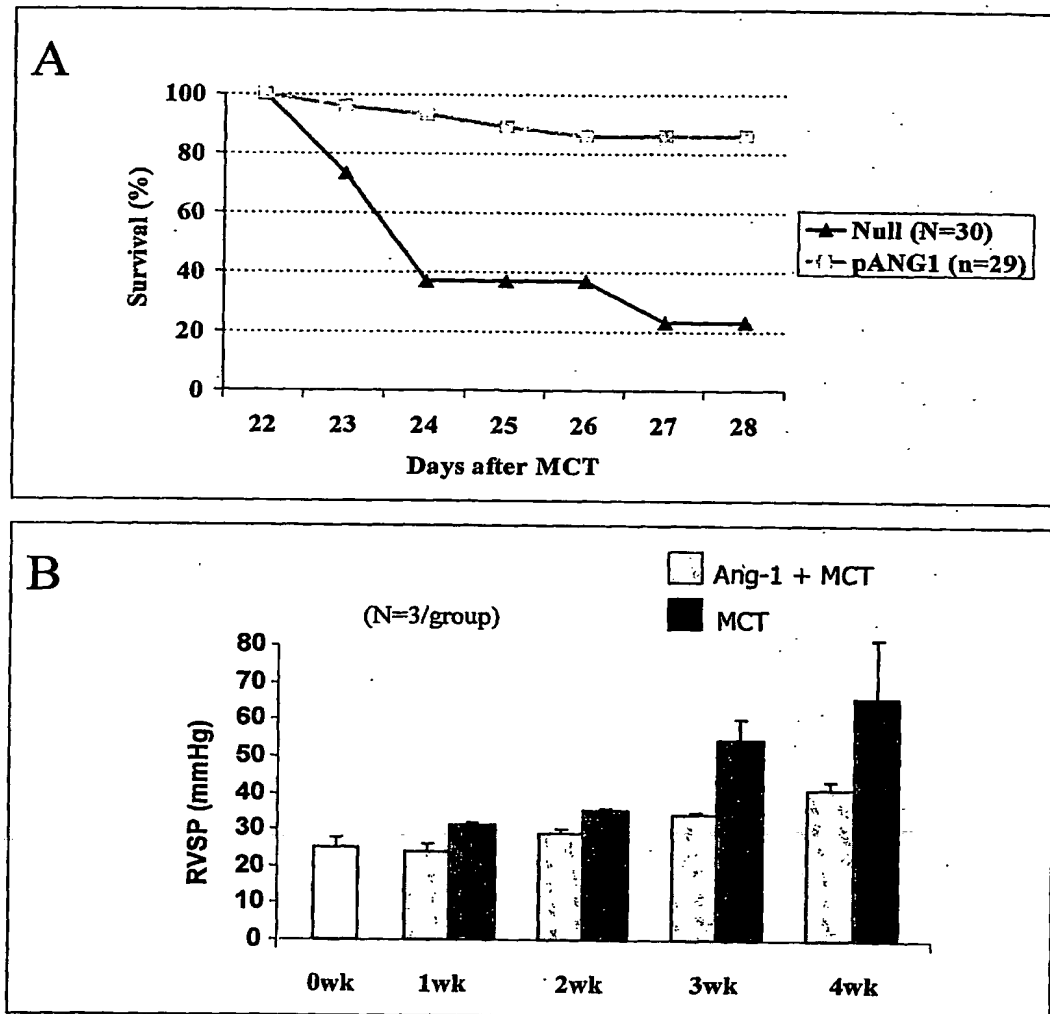 A
100
80
60
40
20
0
Survival (%)
22 23 24 25 26 27 28
Days after MCT
Null (N=30)
pANG1 (n=29)
B
Ang-1 + MCT
MCT
(N=3/group)
80
70
60
50
40
30
20
10
0
RVSP (mmHg)
0wk 1wk 2wk 3wk 4wk